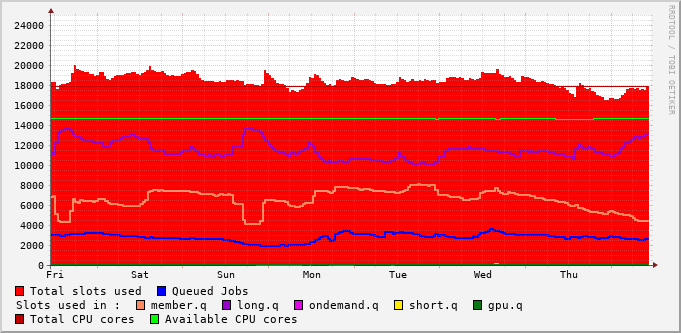 RRDTOOL / TOBI OETIKER
24000
22000
20000
18000
16000
14000
12000
10000
8000
6000
4000
2000
0
Fri Sat Sun Mon Tue Wed Thu
Total slots used Queued Jobs
Slots used in : member.q long.q ondemand.q short.q gpu.q
Total CPU cores Available CPU cores